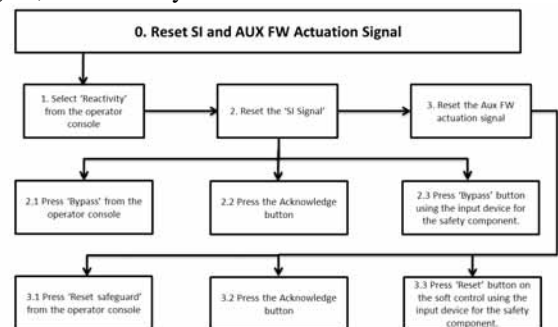 0. Reset SI and AUX FW Actuation Signal
1. Select 'Reactivity'
from the operator
console
2. Reset the 'SI Signal'
3. Reset the Aux FW
actuation signal
2.1 Press 'Bypass' from the
operator console
2.2 Press the Acknowledge
button
2.3 Press 'Bypass' button
using the input device for
the safety component.
3.1 Press 'Reset safeguard'
from the operator console
3.2 Press the Acknowledge
button
3.3 Press 'Reset' button on
the soft control using the
input device for the safety
component.